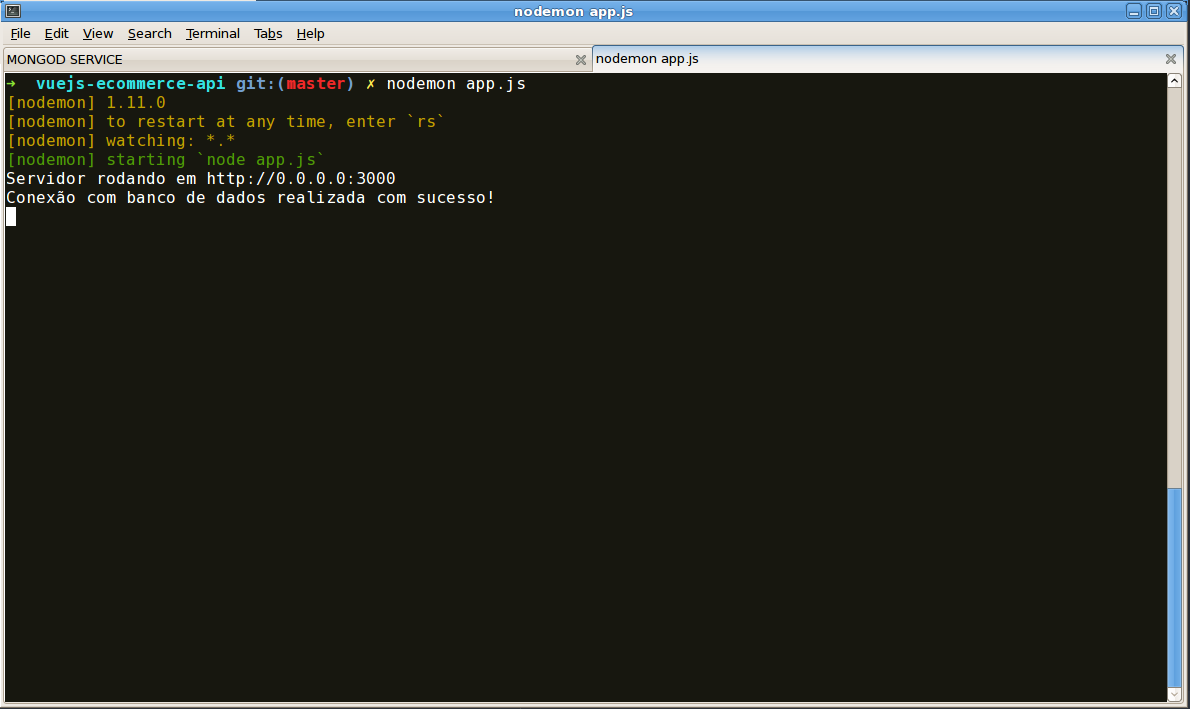 nodemon app.js
File Edit View Search Terminal Tabs Help
MONGOD SERVICE
nodemon app.js
➜ vuejs-ecommerce-api git:(master) ✗ nodemon app.js
[nodemon] 1.11.0
[nodemon] to restart at any time, enter `rs`
[nodemon] watching: *.*
[nodemon] starting `node app.js`
Servidor rodando em http://0.0.0.0:3000
Conexão com banco de dados realizada com sucesso!